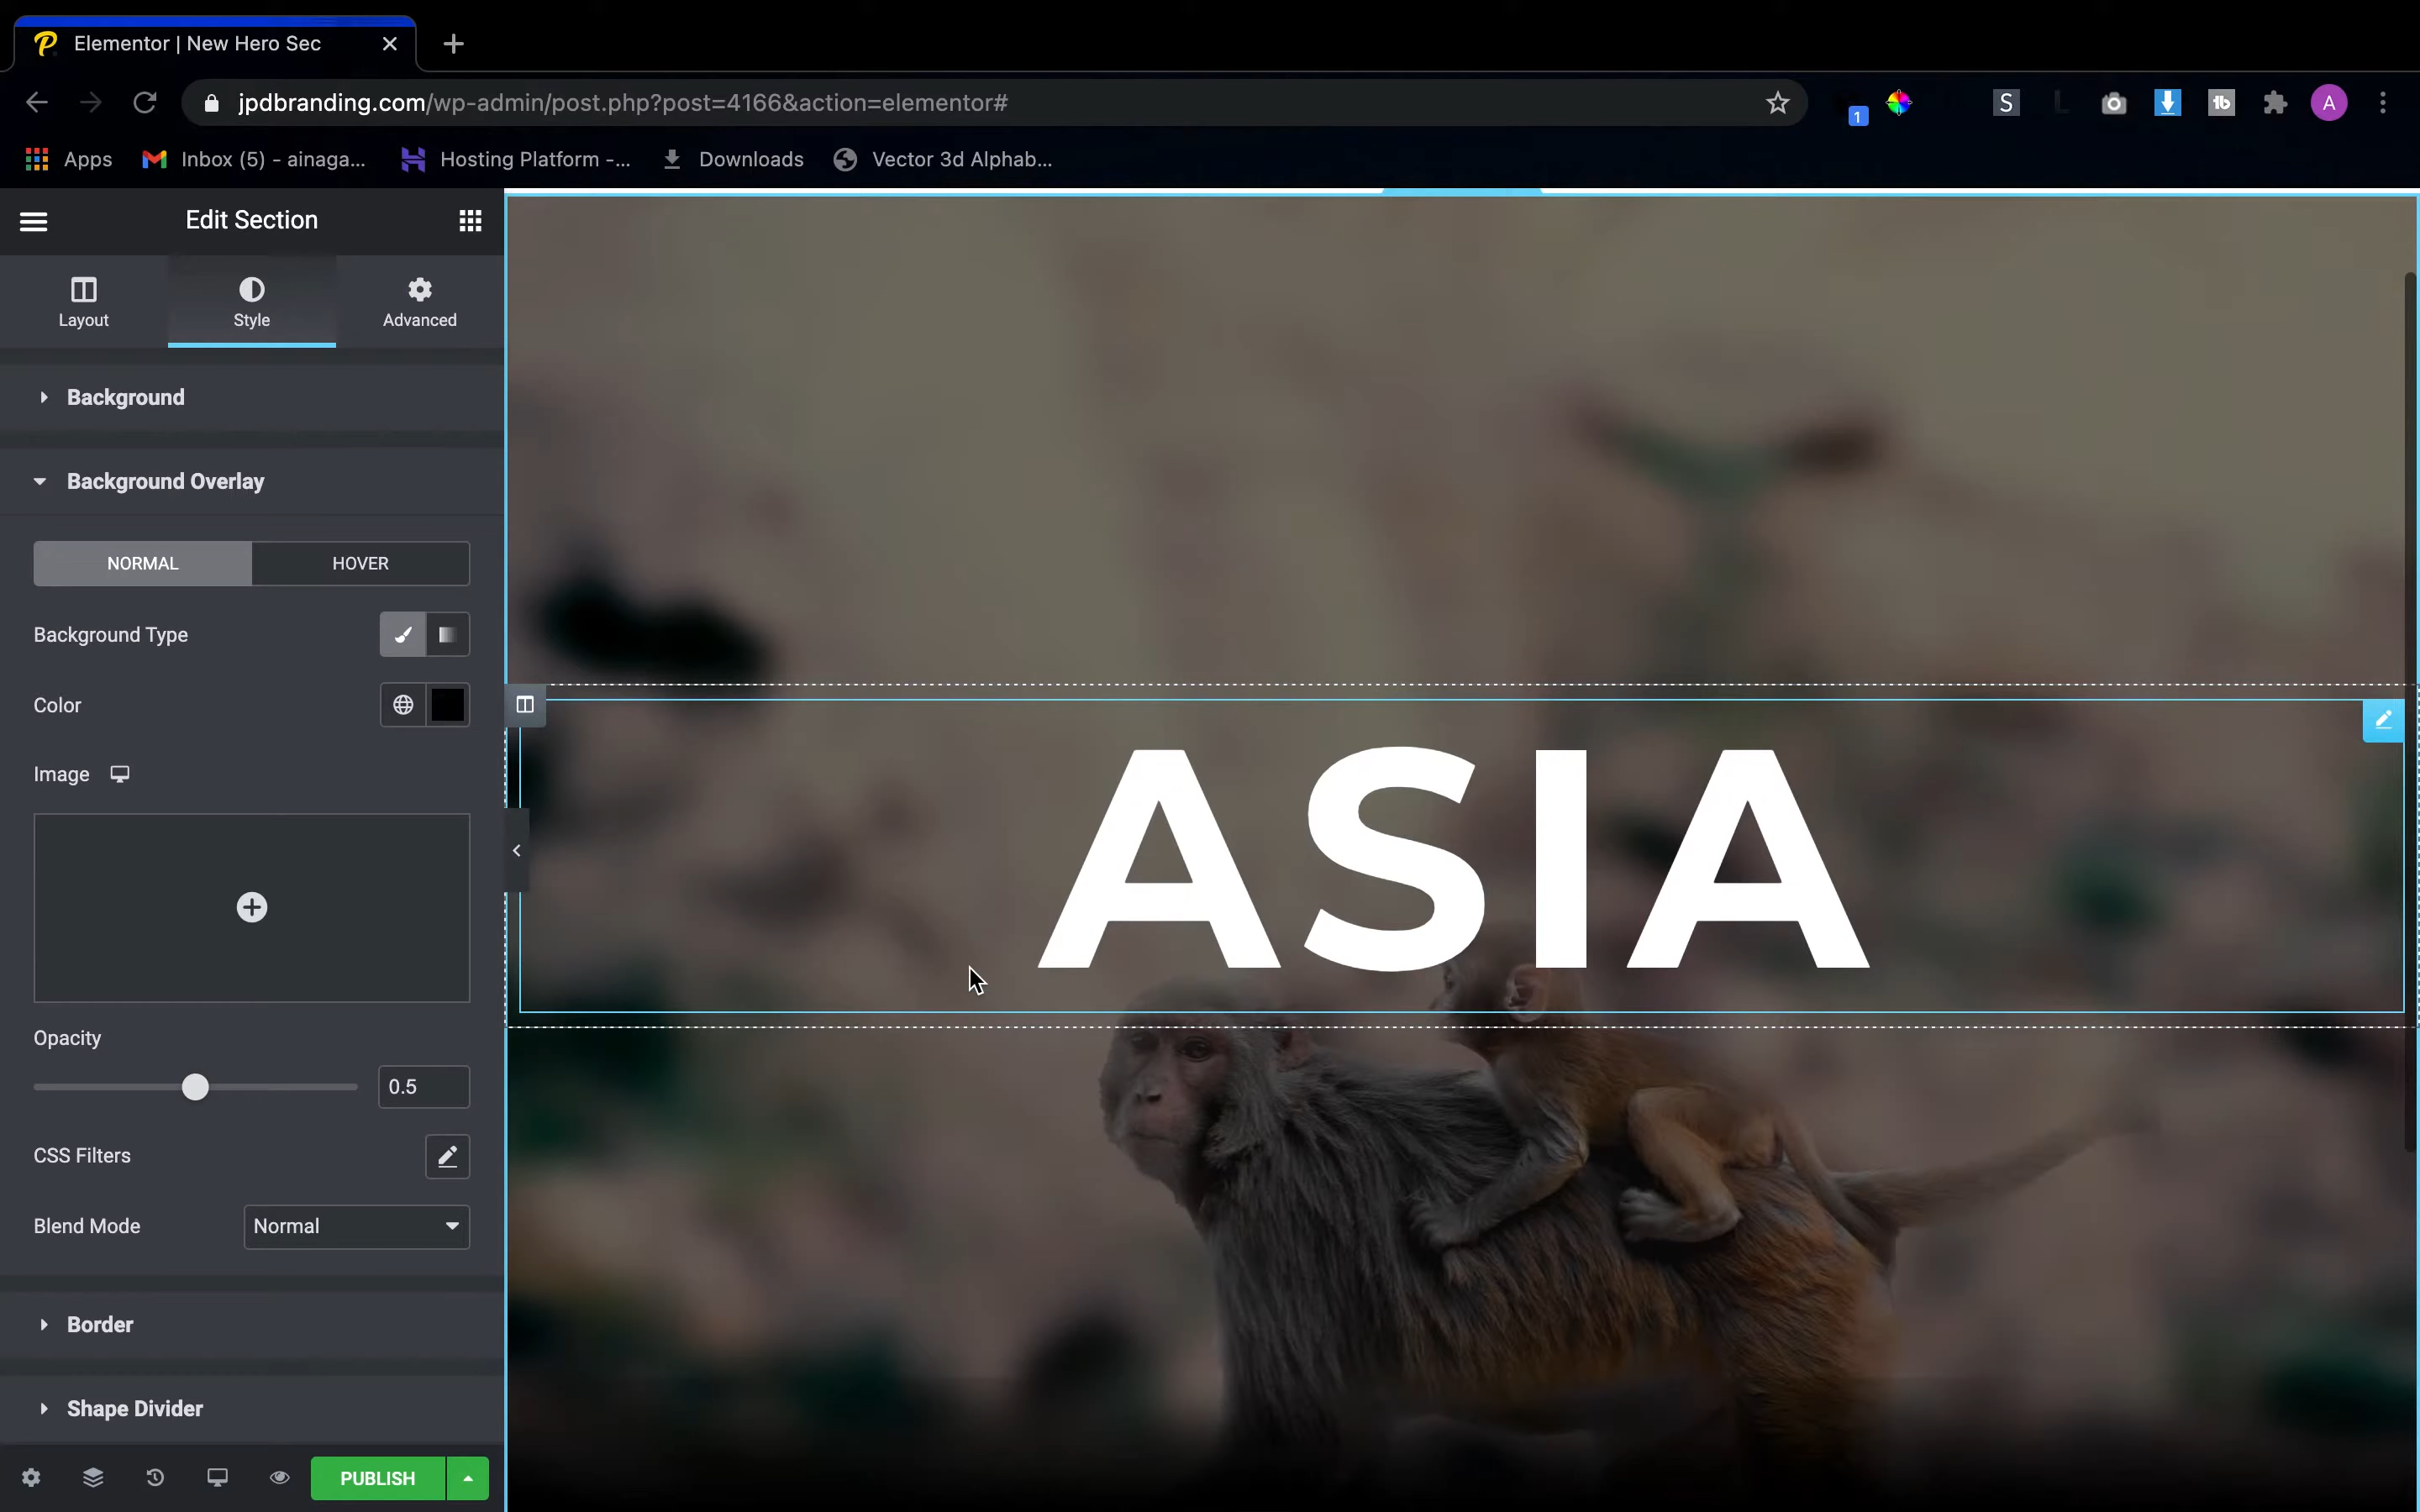 Elementor | New Hero Sec
jpdbranding.com/wp-admin/post.php?post=4166&action=elementor#
1
S
L
tb
A
Apps
Inbox (5) - ainaga...
Hosting Platform -...
Downloads
Vector 3d Alphab...
Edit Section
Layout
Style
Advanced
Background
Background Overlay
NORMAL
HOVER
Background Type
Color
Image
ASIA
Opacity
0.5
CSS Filters
Blend Mode
Normal
Border
Shape Divider
PUBLISH